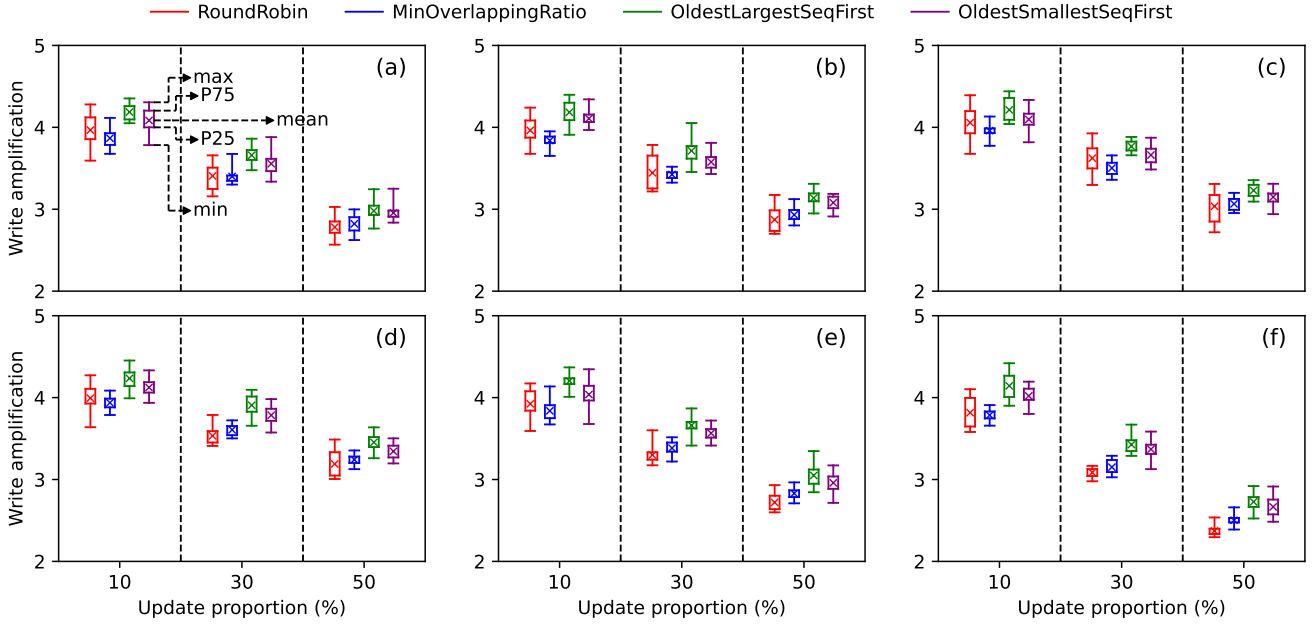 RoundRobin MinOverlappingRatio OldestLargestSeqFirst OldestSmallestSeqFirst
Write amplification
5
4
3
2
(a)
max
P75
mean
P25
min
(b)
5
4
3
2
(c)
5
4
3
2
Write amplification
5
4
3
2
(d)
10 30 50
Update proportion (%)
5
4
3
2
(e)
10 30 50
Update proportion (%)
5
4
3
2
(f)
10 30 50
Update proportion (%)